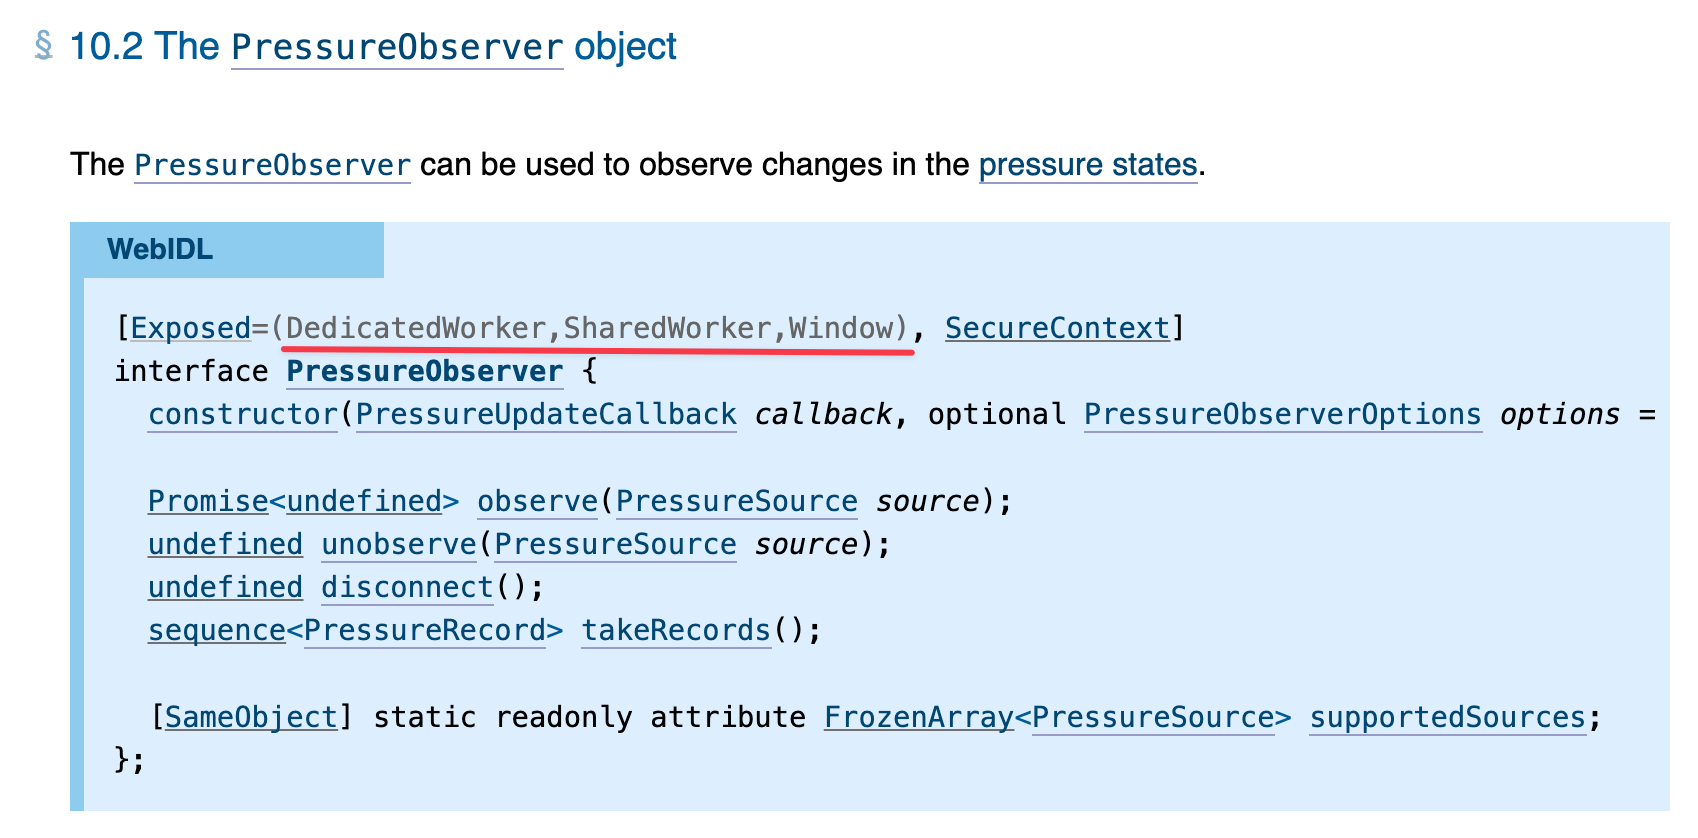 § 10.2 The PressureObserver object
The PressureObserver can be used to observe changes in the pressure states.
WebIDL
[Exposed=(DedicatedWorker,SharedWorker,Window), SecureContext]
interface PressureObserver {
constructor(PressureUpdateCallback callback, optional PressureObserverOptions options =
Promise<undefined> observe(PressureSource source);
undefined unobserve(PressureSource source);
undefined disconnect();
sequence<PressureRecord> takeRecords();
[SameObject] static readonly attribute FrozenArray<PressureSource> supportedSources;
};